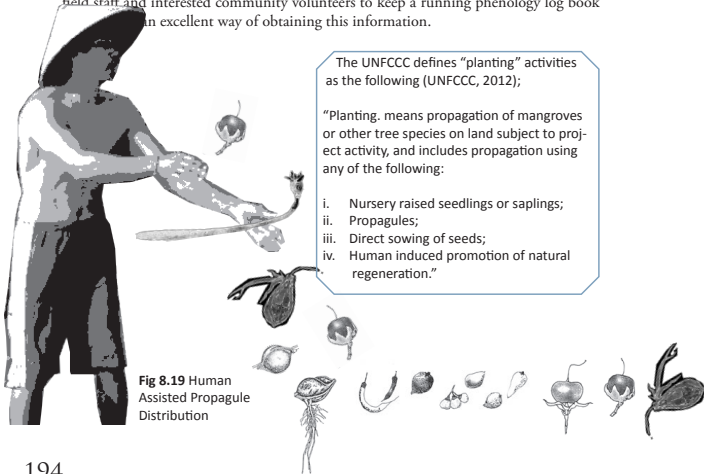 field staff and interested community volunteers to keep a running phenology log book
an excellent way of obtaining this information.
The UNFCCC defines “planting” activities
as the following (UNFCCC, 2012);
“Planting. means propagation of mangroves
or other tree species on land subject to proj-
ect activity, and includes propagation using
any of the following:
i. Nursery raised seedlings or saplings;
ii. Propagules;
iii. Direct sowing of seeds;
iv. Human induced promotion of natural
regeneration.”
Fig 8.19 Human
Assisted Propagule
Distribution
194